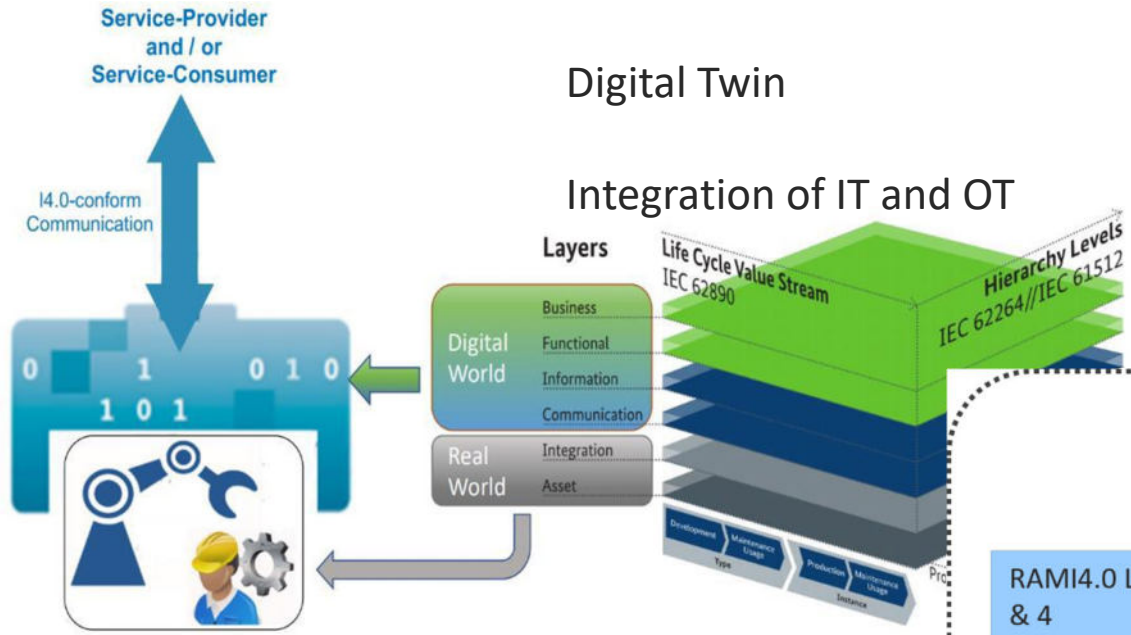 Service-Provider
and / or
Service-Consumer
I4.0-conform
Communication
0 1 0 1 0
1 0 1
Digital Twin
Integration of IT and OT
Layers
Digital
World
Business
Functional
Information
Communication
Real
World
Integration
Asset
Life Cycle Value Stream
IEC 62890
Hierarchy Levels
IEC 62264//IEC 61512
Development
Maintenance
Usage
Type
Production
Maintenance
Usage
Instance
RAMI4.0 L
& 4